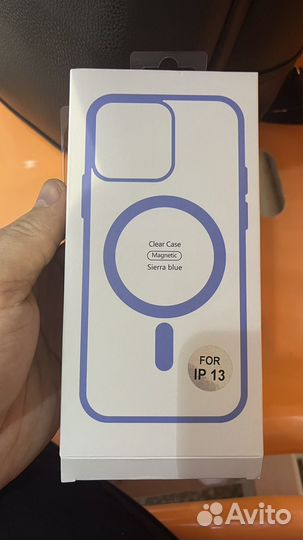 Clear Case
Magnetic
Sierra blue
FOR
IP 13
Avito